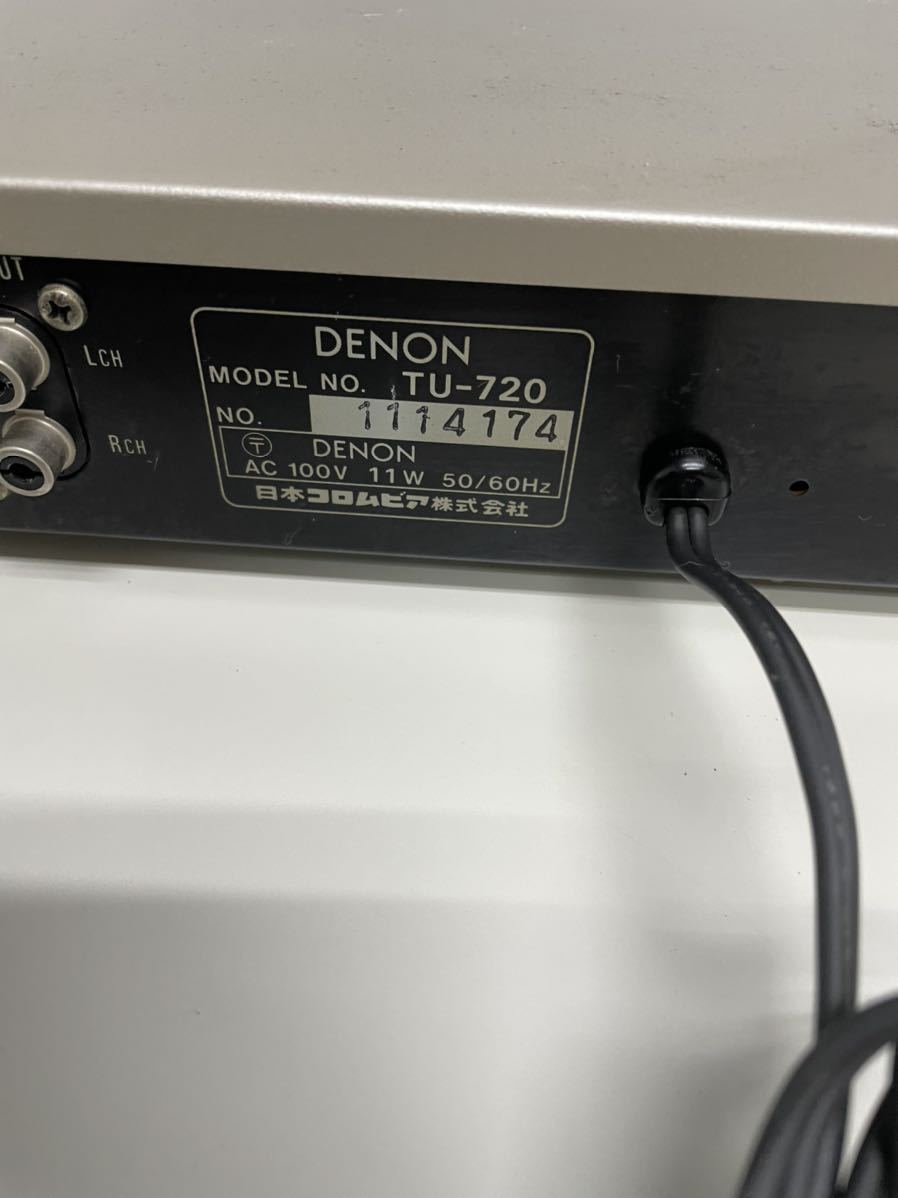 UT
LCH
RCH
DENON
MODEL NO. TU-720
NO. 1114174
〒 DENON
AC 100V 11W 50/60Hz
日本コロムビア株式会社